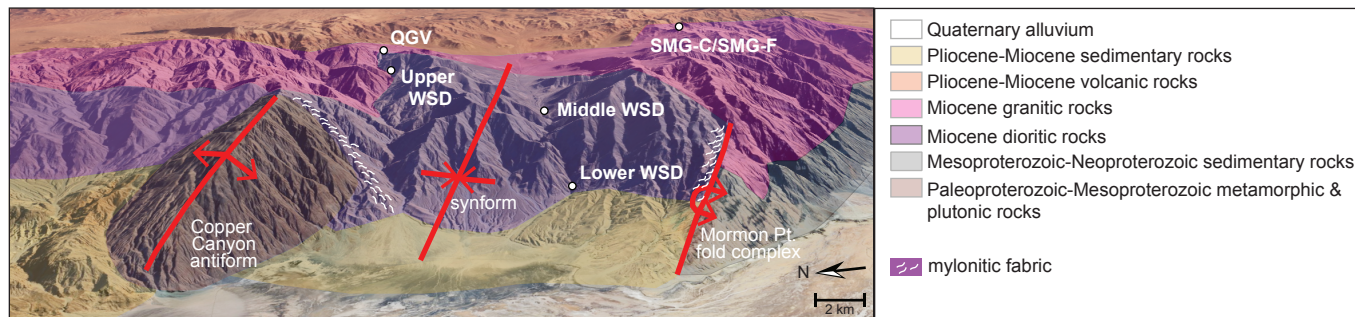 QGV
SMG-C/SMG-F
Upper
WSD
Middle WSD
Lower WSD
synform
Copper
Canyon
antiform
Mormon Pt.
fold complex
N
2 km
Quaternary alluvium
Pliocene-Miocene sedimentary rocks
Pliocene-Miocene volcanic rocks
Miocene granitic rocks
Miocene dioritic rocks
Mesoproterozoic-Neoproterozoic sedimentary rocks
Paleoproterozoic-Mesoproterozoic metamorphic &
plutonic rocks
mylonitic fabric